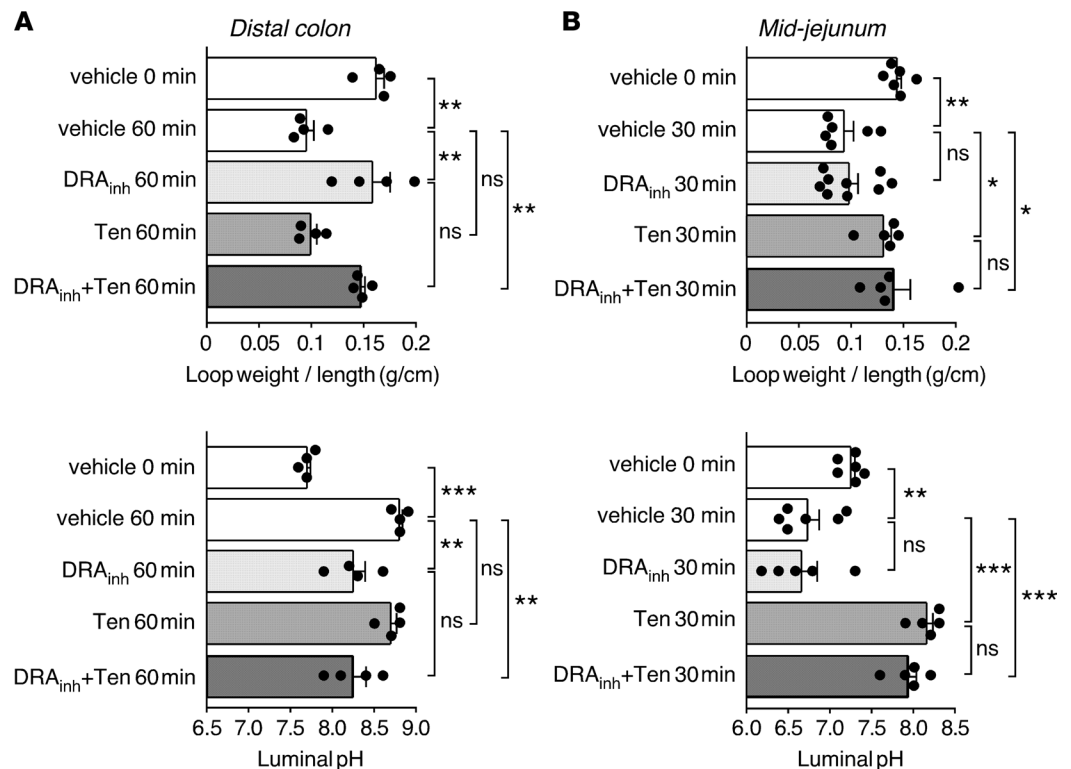 A
Distal colon
vehicle 0 min
vehicle 60 min
DRAinh 60 min
Ten 60 min
DRAinh+Ten 60 min
**
**
ns
ns
**
0 0.05 0.1 0.15 0.2
Loop weight / length (g/cm)
B
Mid-jejunum
vehicle 0 min
vehicle 30 min
DRAinh 30 min
Ten 30 min
DRAinh+Ten 30 min
**
ns
*
ns
*
0 0.05 0.1 0.15 0.2
Loop weight / length (g/cm)
vehicle 0 min
vehicle 60 min
DRAinh 60 min
Ten 60 min
DRAinh+Ten 60 min
***
**
ns
ns
**
6.5 7.0 7.5 8.0 8.5 9.0
Luminal pH
vehicle 0 min
vehicle 30 min
DRAinh 30 min
Ten 30 min
DRAinh+Ten 30 min
**
ns
***
ns
***
6.0 6.5 7.0 7.5 8.0 8.5
Luminal pH